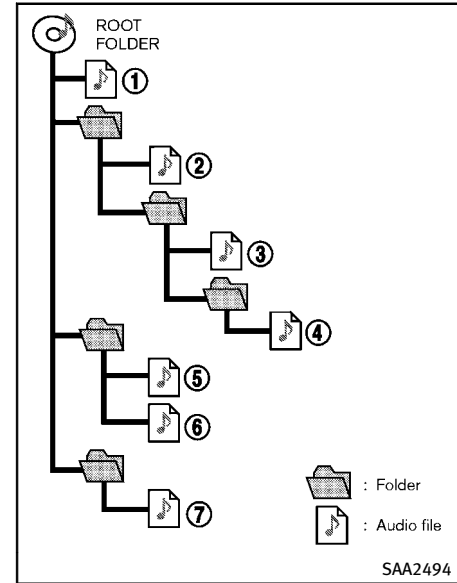 ROOT
FOLDER
①
②
③
④
⑤
⑥
⑦
: Folder
: Audio file
SAA2494